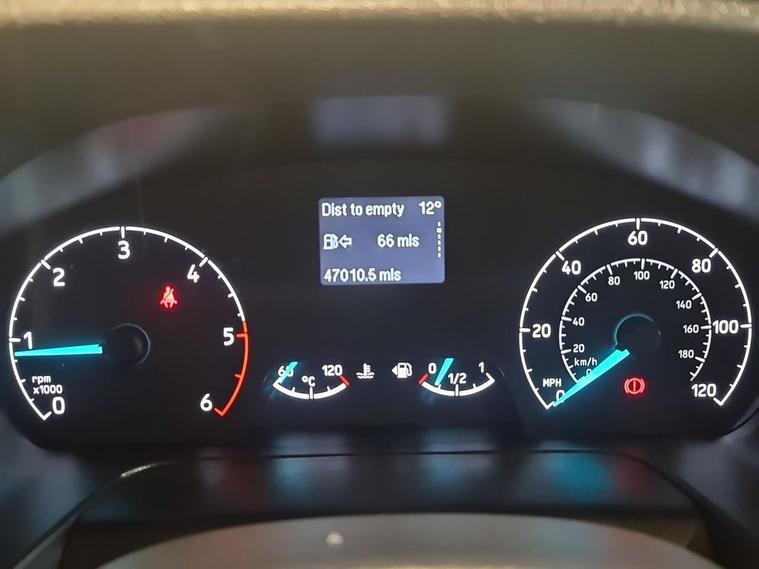 Dist to empty 12°
66 mls
47010.5 mls
0 1 2 3 4 5 6
rpm
x1000
60 120
°C
0 1/2 1
0 20 40 60 80 100 120
MPH
0 20 40 60 80 100 120 140 160 180
km/h